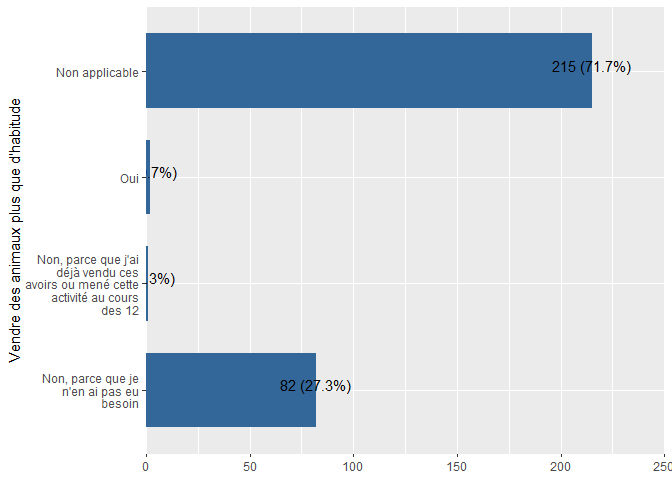 Vendre des animaux plus que d'habitude
Non applicable
215 (71.7%)
Oui
7%)
Non, parce que j'ai
déjà vendu ces
avoirs ou mené cette
activité au cours
des 12
3%)
Non, parce que je
n'en ai pas eu
besoin
82 (27.3%)
0
50
100
150
200
250